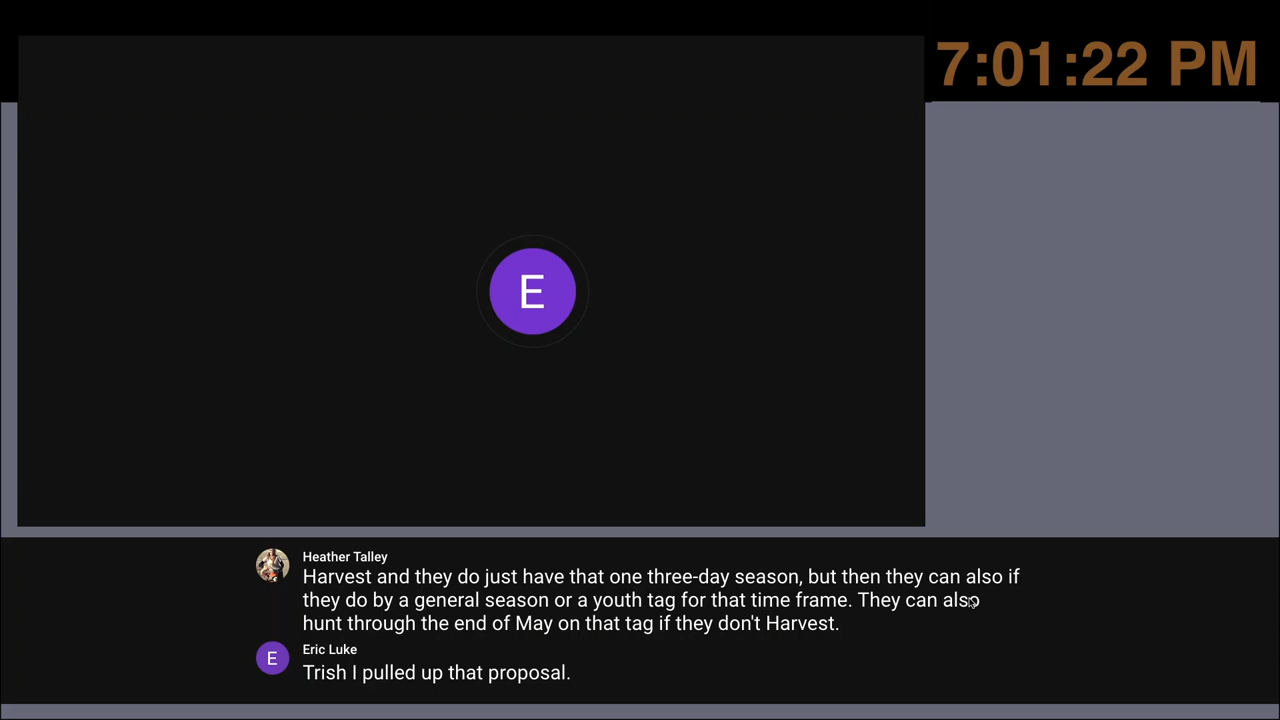 7:01:22 PM
E
Heather Talley
Harvest and they do just have that one three-day season, but then they can also if
they do by a general season or a youth tag for that time frame. They can also
hunt through the end of May on that tag if they don't Harvest.
Eric Luke
E
Trish I pulled up that proposal.